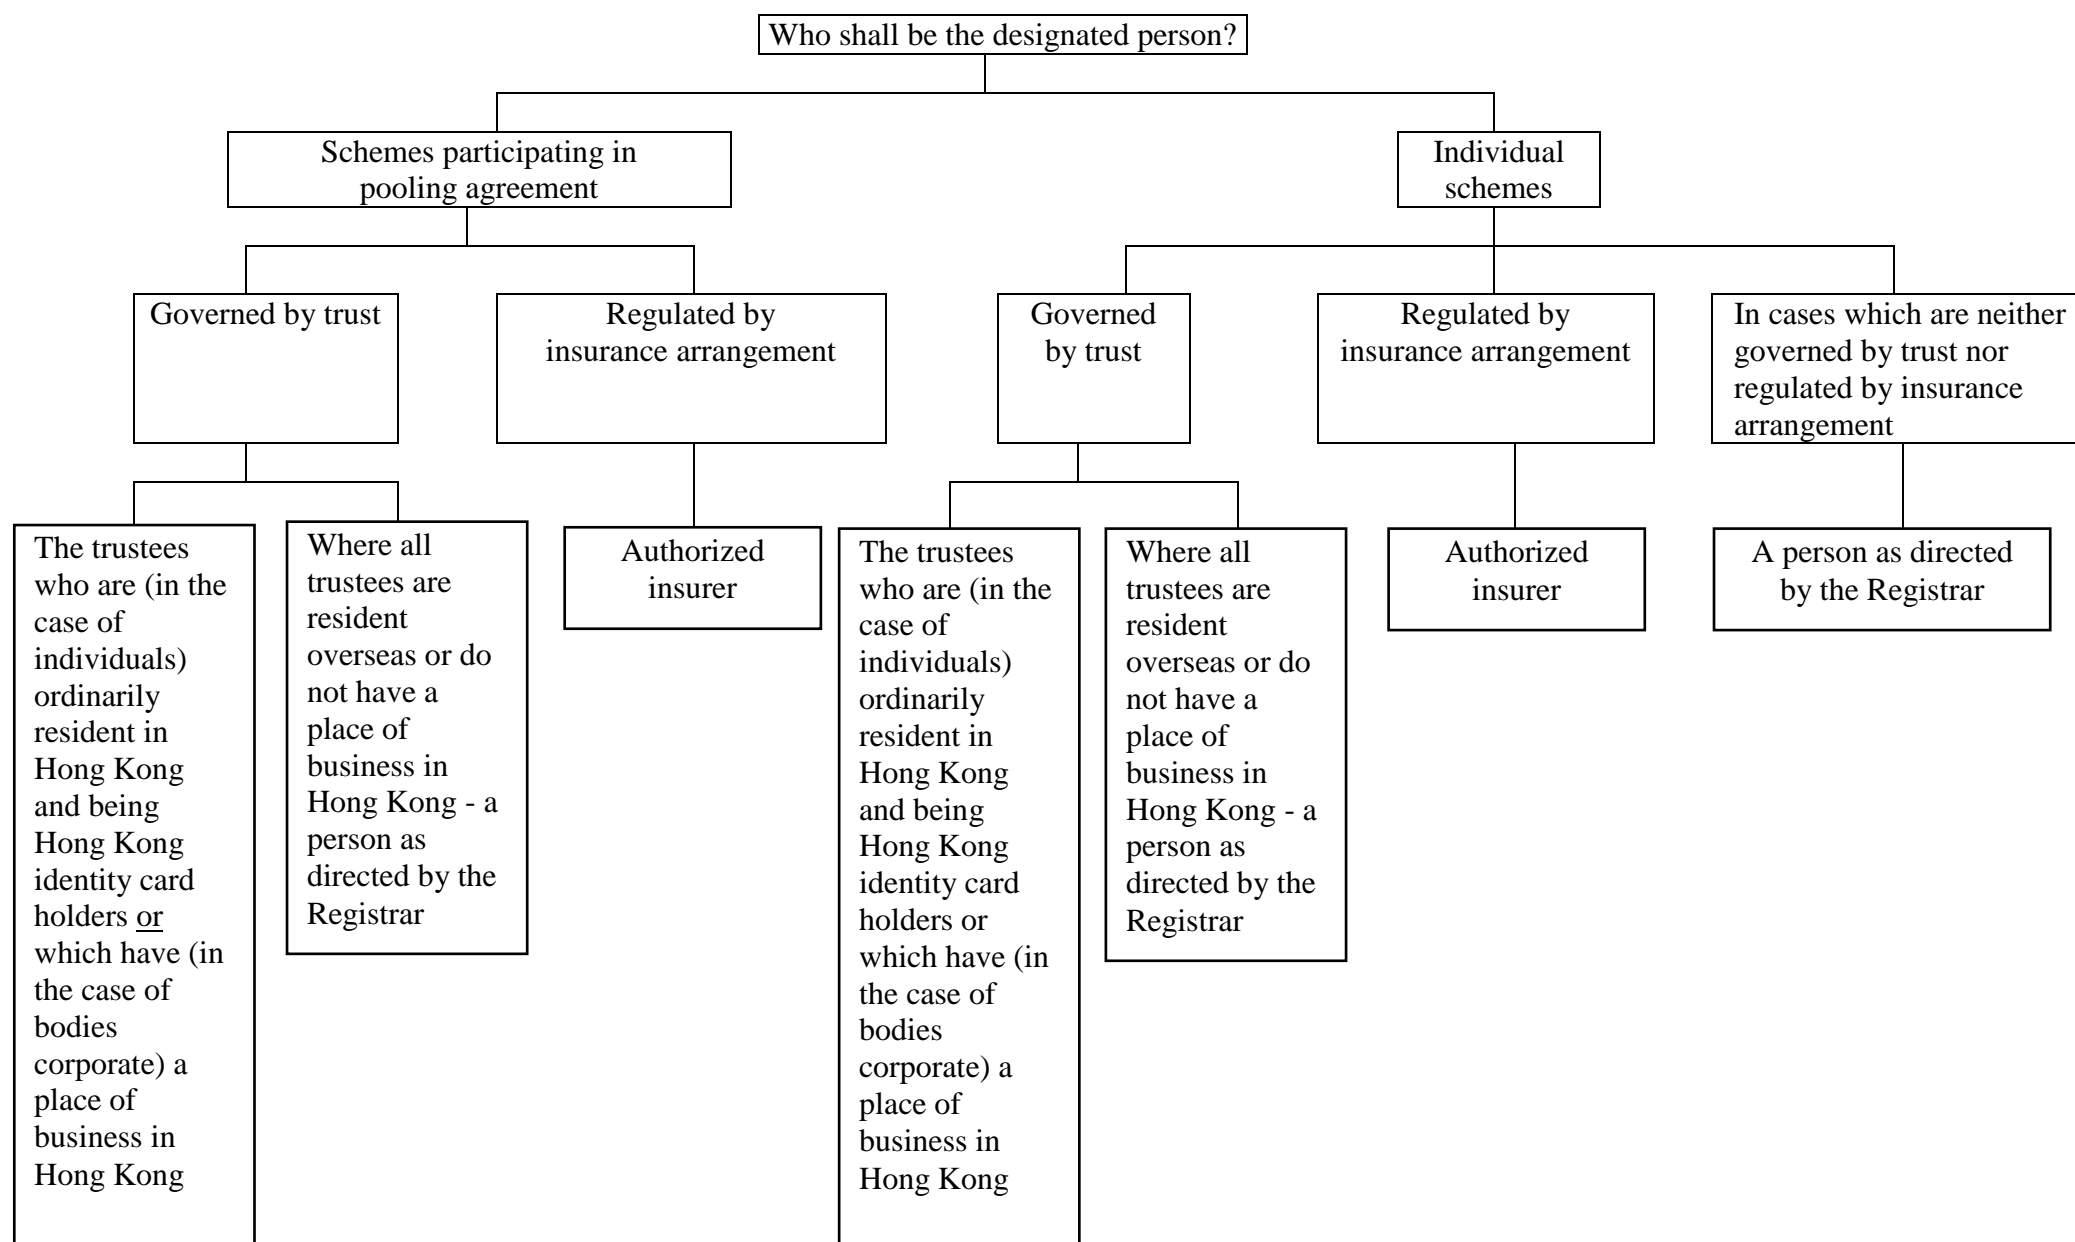 Who shall be the designated person?
Schemes participating in
pooling agreement
Individual
schemes
Governed by trust
Regulated by
insurance arrangement
Governed
by trust
Regulated by
insurance arrangement
In cases which are neither
governed by trust nor
regulated by insurance
arrangement
The trustees
who are (in the
case of
individuals)
ordinarily
resident in
Hong Kong
and being
Hong Kong
identity card
holders or
which have (in
the case of
bodies
corporate) a
place of
business in
Hong Kong
Where all
trustees are
resident
overseas or do
not have a
place of
business in
Hong Kong - a
person as
directed by the
Registrar
Authorized
insurer
The trustees
who are (in the
case of
individuals)
ordinarily
resident in
Hong Kong
and being
Hong Kong
identity card
holders or
which have (in
the case of
bodies
corporate) a
place of
business in
Hong Kong
Where all
trustees are
resident
overseas or do
not have a
place of
business in
Hong Kong - a
person as
directed by the
Registrar
Authorized
insurer
A person as directed
by the Registrar